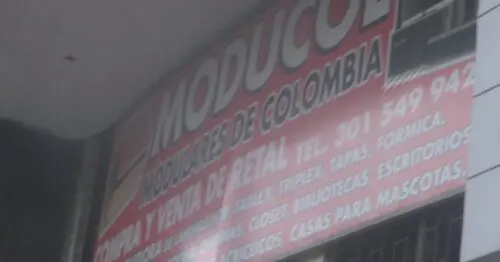 MODUCOL
MODULARES DE COLOMBIA
COMPRA Y VENTA DE RETAL TEL. 301 549 942
TABLEX, TRIPLEX, TAPAS, FORMICA.
CLOSET BIBLIOTECAS ESCRITORIOS
CASAS PARA MASCOTAS.